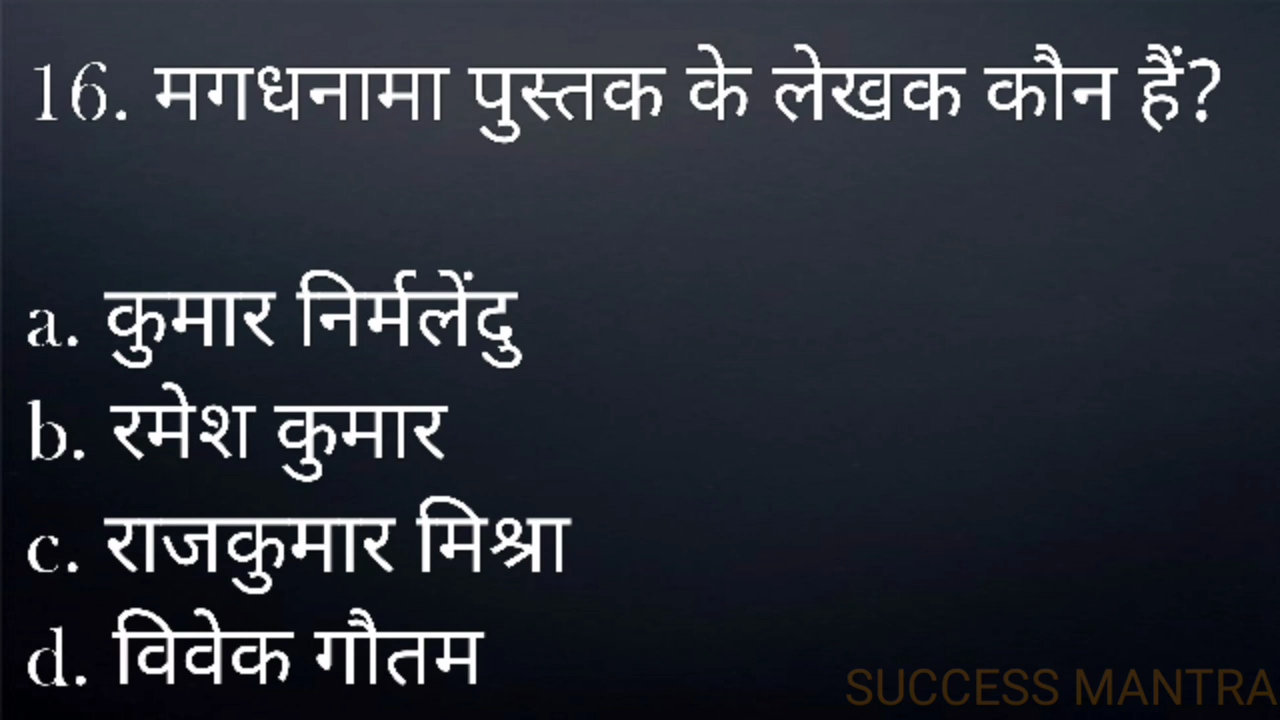 16. मगधनामा पुस्तक के लेखक कौन हैं?
a. कुमार निर्मलेंदु
b. रमेश कुमार
c. राजकुमार मिश्रा
d. विवेक गौतम
SUCCESS MANTRA